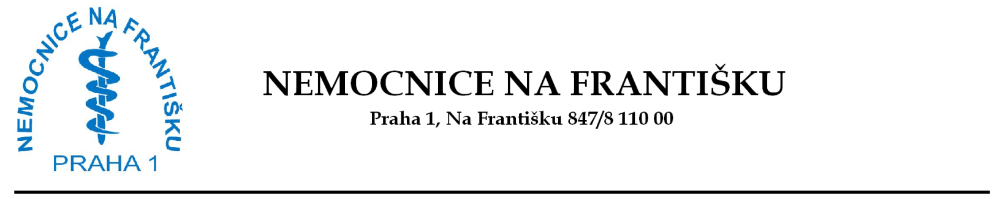 NEMOCNICE NA FRANTIŠKU
PRAHA 1
NEMOCNICE NA FRANTIŠKU
Praha 1, Na Františku 847/8 110 00